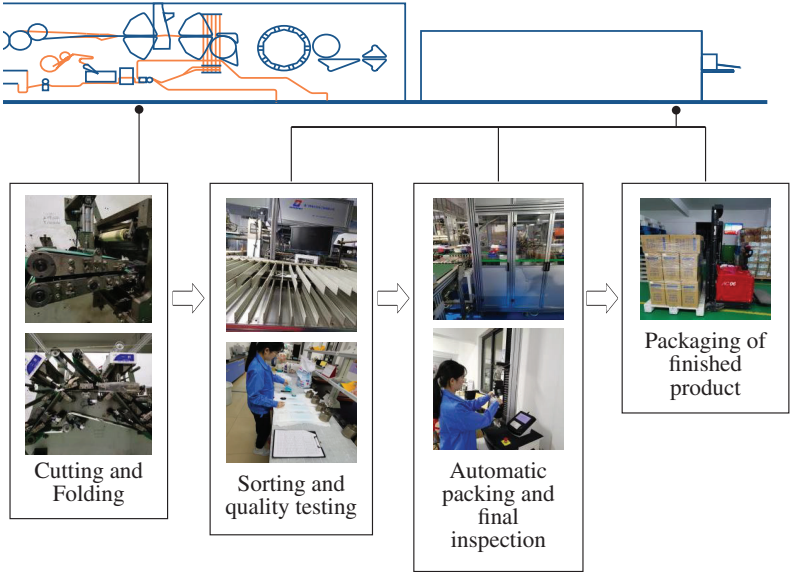 Cutting and
Folding
Sorting and
quality testing
Automatic
packing and
final
inspection
Packaging of
finished
product